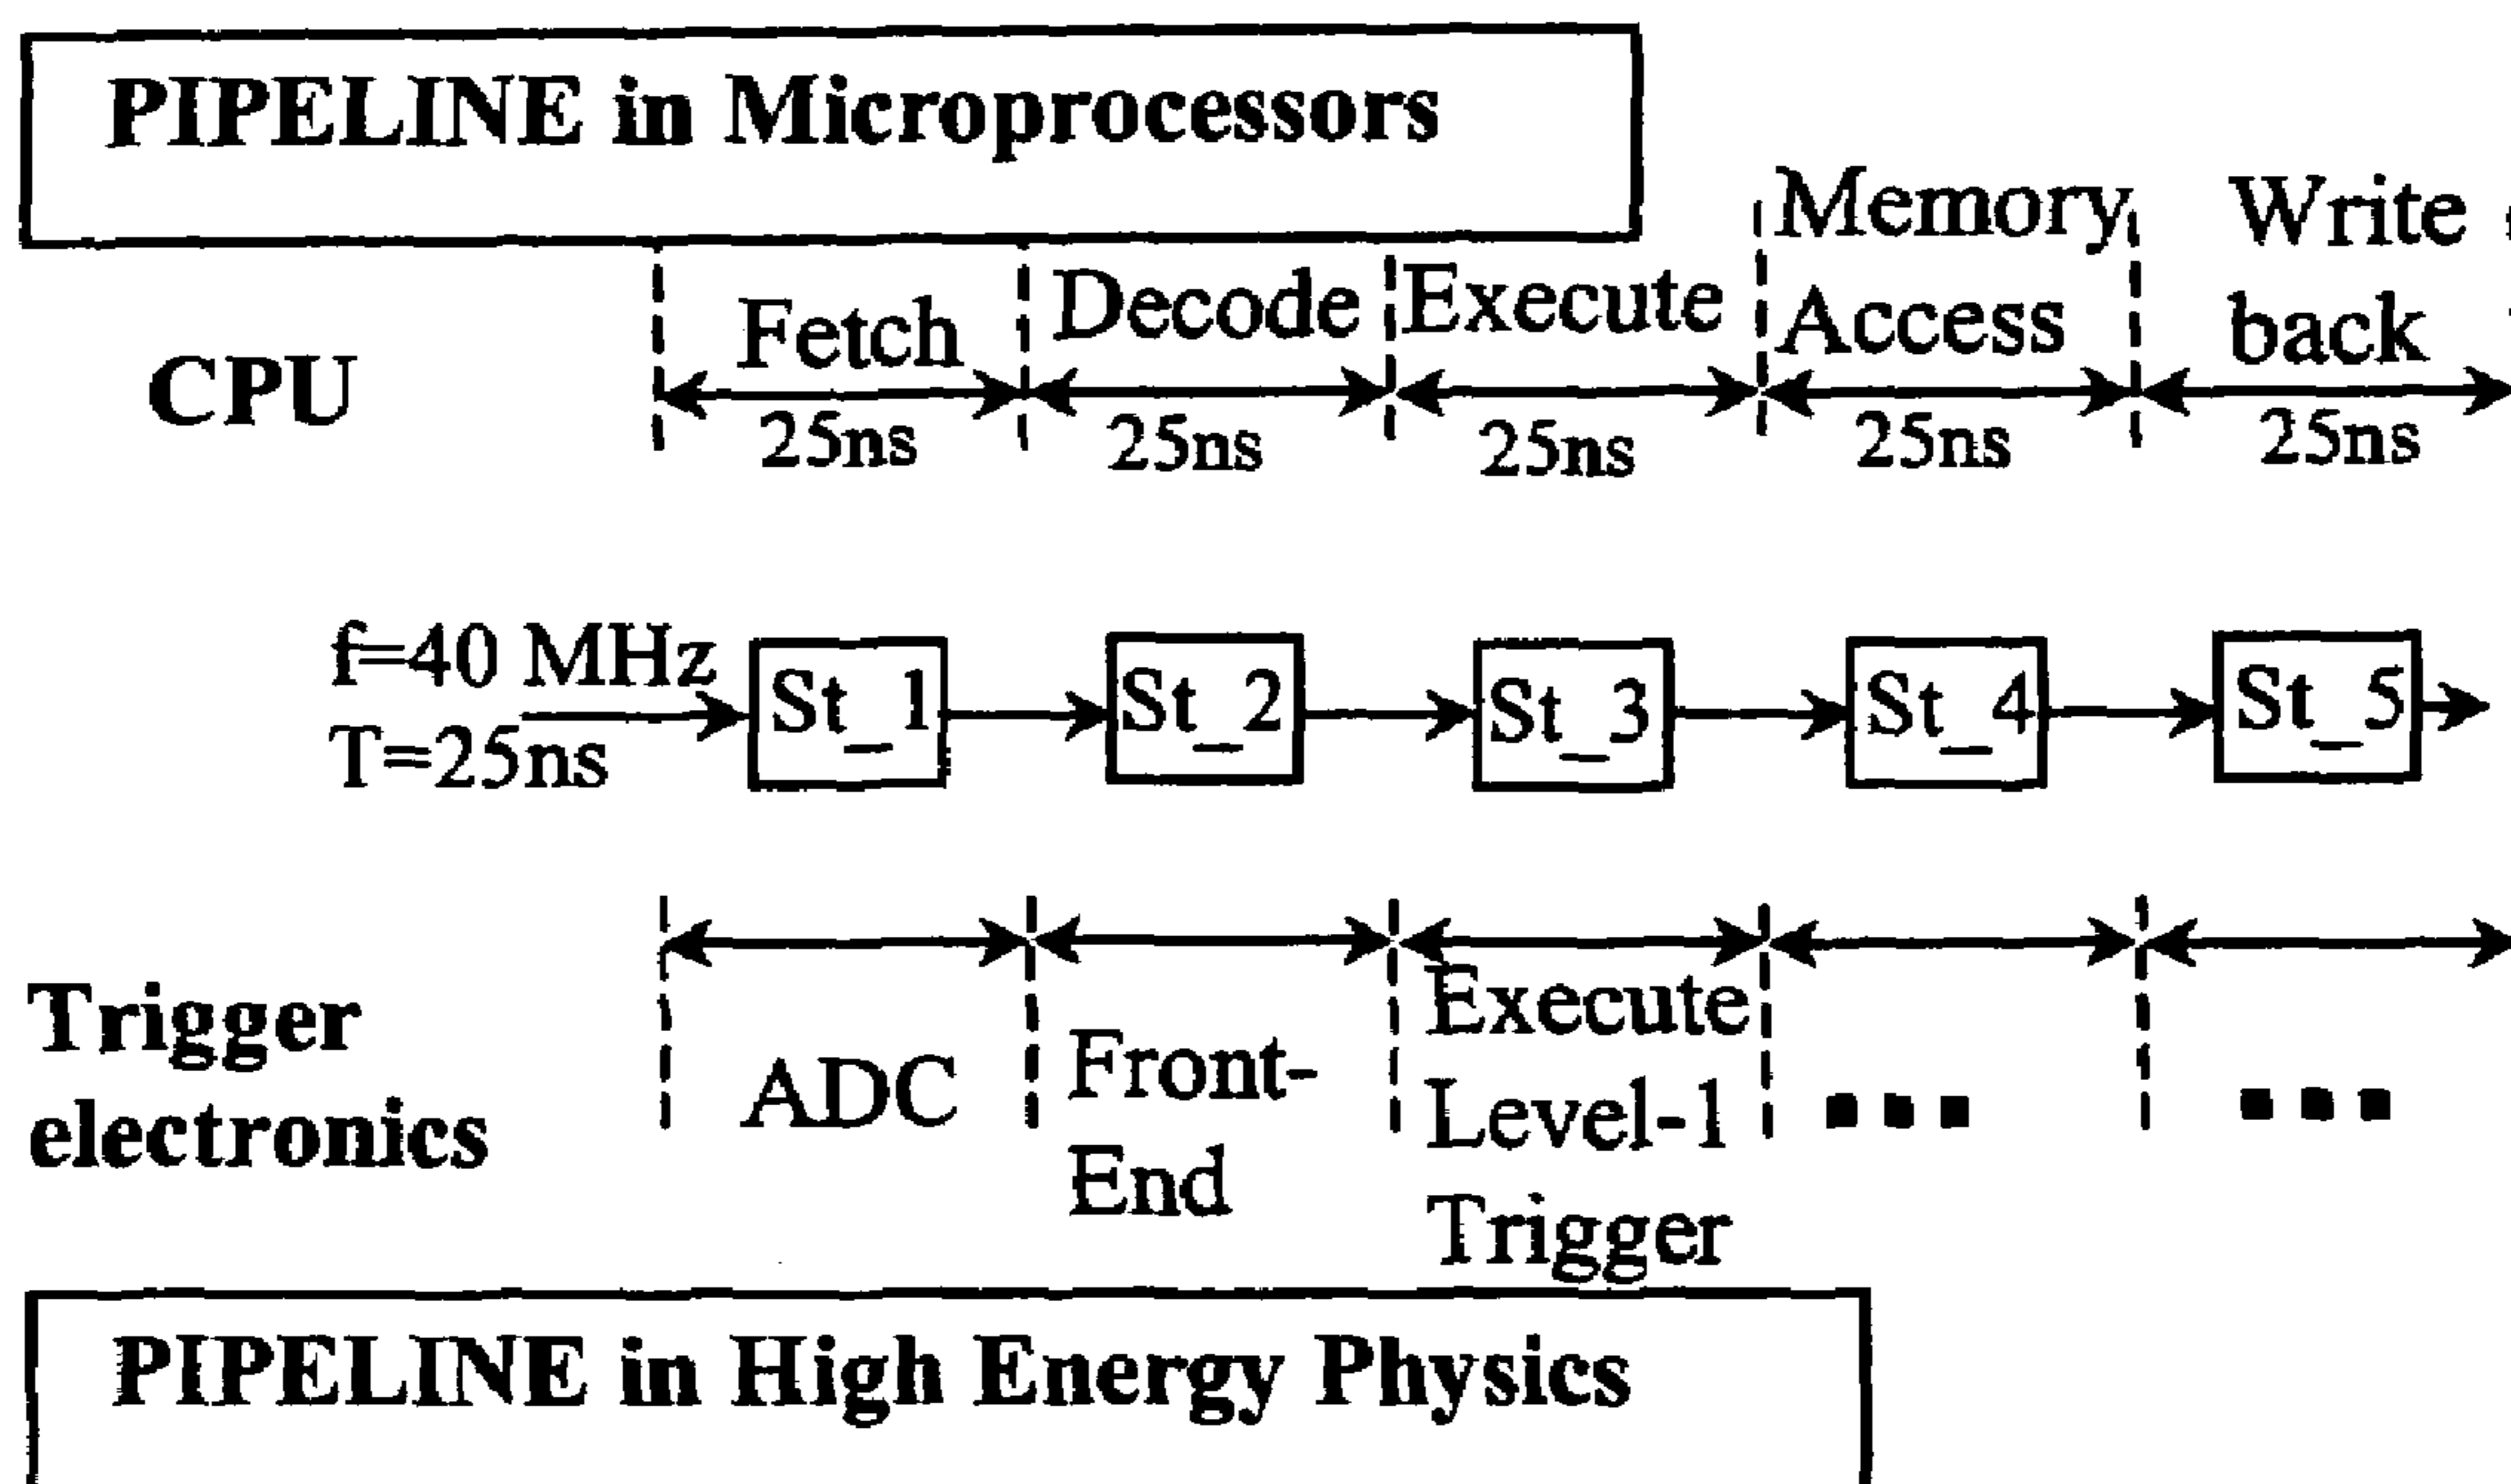 PIPELINE in Microprocessors
Memory
Access
Write
back
Fetch
Decode
Execute
CPU
25ns
25ns
25ns
25ns
25ns
f=40 MHz
T=25ns
St_1
St_2
St_3
St_4
St_5
Trigger
electronics
ADC
Front-
End
Execute
Level-1
Trigger
PIPELINE in High Energy Physics